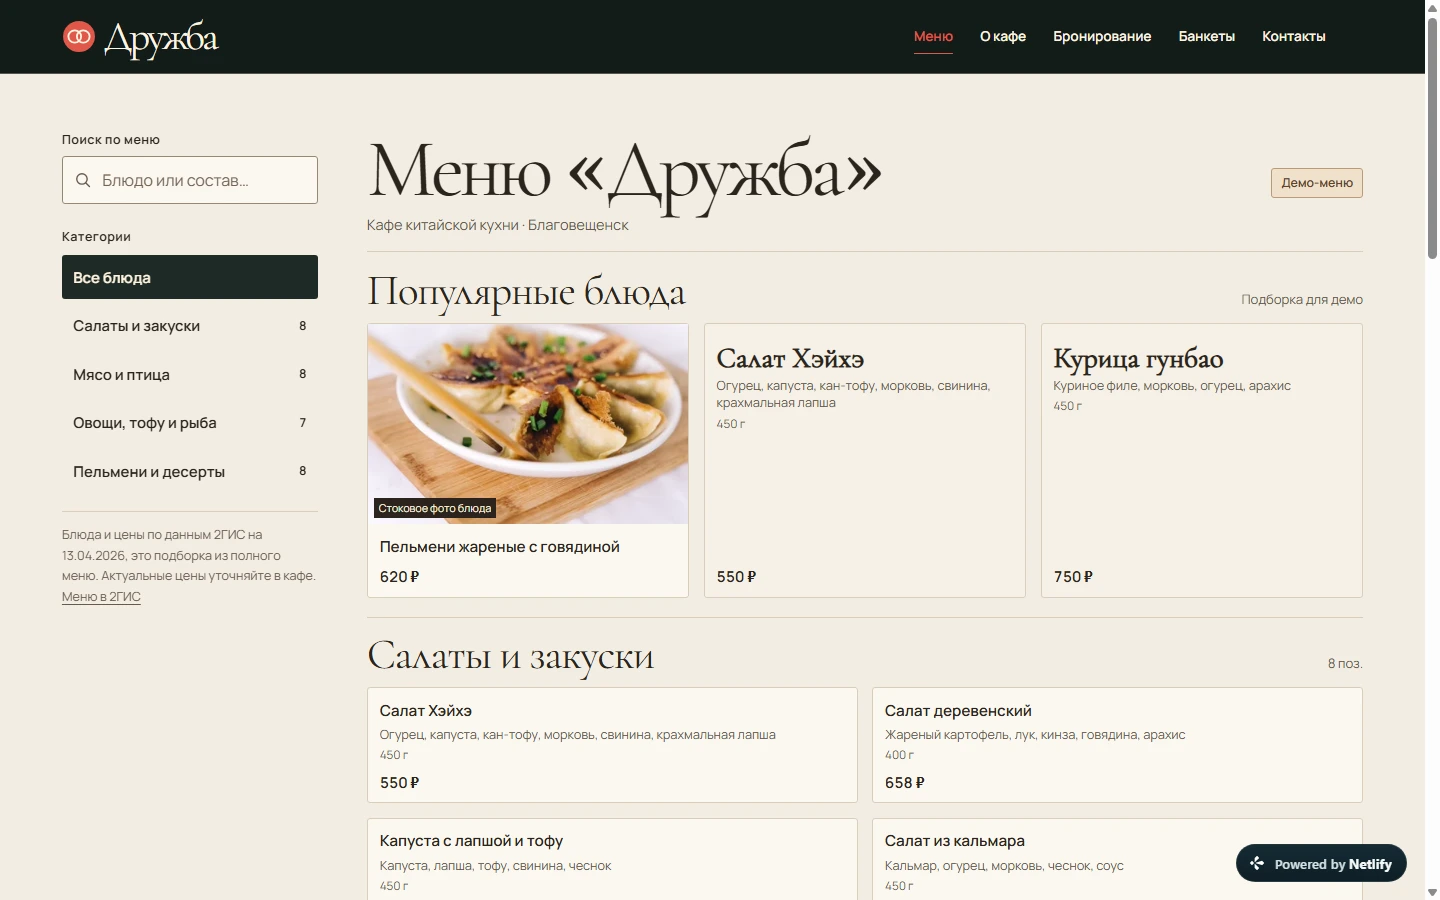 Дружба
Меню
О кафе
Бронирование
Банкеты
Контакты
Поиск по меню
Блюдо или состав...
Категории
Все блюда
Салаты и закуски 8
Мясо и птица 8
Овощи, тофу и рыба 7
Пельмени и десерты 8
Блюда и цены по данным 2ГИС на
13.04.2026, это подборка из полного
меню. Актуальные цены уточняйте в кафе.
Меню в 2ГИС
Меню «Дружба»
Кафе китайской кухни · Благовещенск
Демо-меню
Популярные блюда
Подборка для демо
Стоковое фото блюда
Пельмени жареные с говядиной
620 ₽
Салат Хэйхэ
Огурец, капуста, кан-тофу, морковь, свинина,
крахмальная лапша
450 г
550 ₽
Курица гунбао
Куриное филе, морковь, огурец, арахис
450 г
750 ₽
Салаты и закуски
8 поз.
Салат Хэйхэ
Огурец, капуста, кан-тофу, морковь, свинина, крахмальная лапша
450 г
550 ₽
Салат деревенский
Жареный картофель, лук, кинза, говядина, арахис
400 г
658 ₽
Капуста с лапшой и тофу
Капуста, лапша, тофу, свинина, чеснок
450 г
Салат из кальмара
Кальмар, огурец, морковь, чеснок, соус
450 г
Powered by Netlify